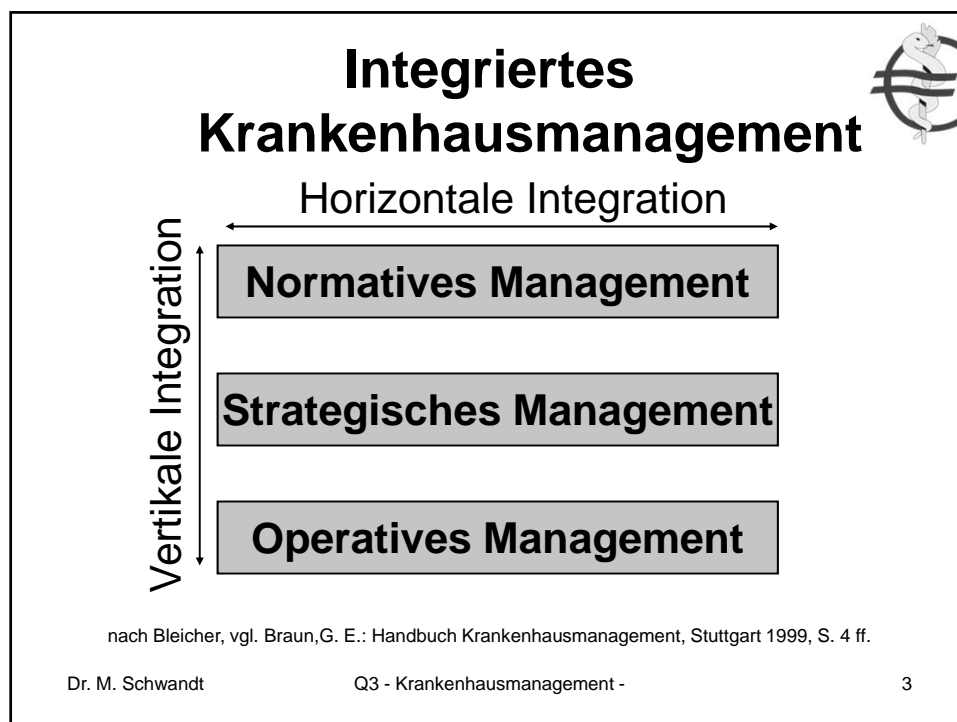 Integriertes
Krankenhausmanagement
Horizontale Integration
Vertikale Integration
Normatives Management
Strategisches Management
Operatives Management
nach Bleicher, vgl. Braun,G. E.: Handbuch Krankenhausmanagement, Stuttgart 1999, S. 4 ff.
Dr. M. Schwandt Q3 - Krankenhausmanagement - 3